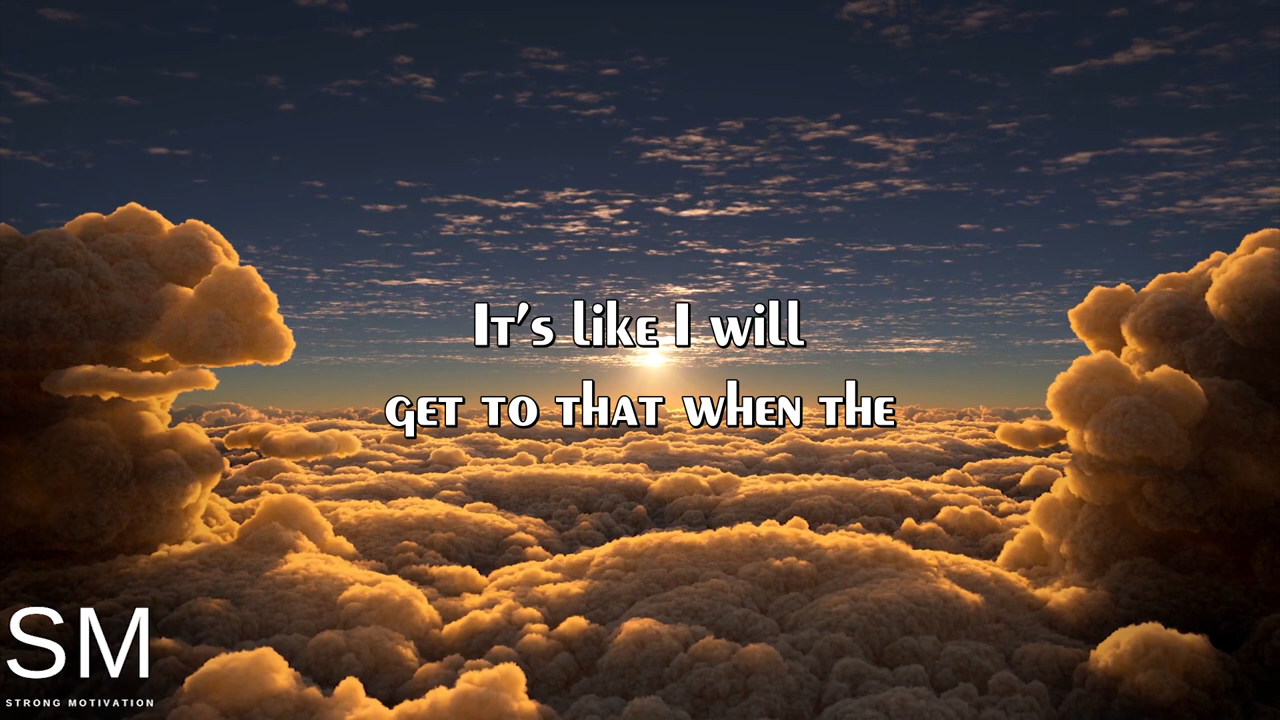 It's like I will
get to that when the
SM
STRONG MOTIVATION